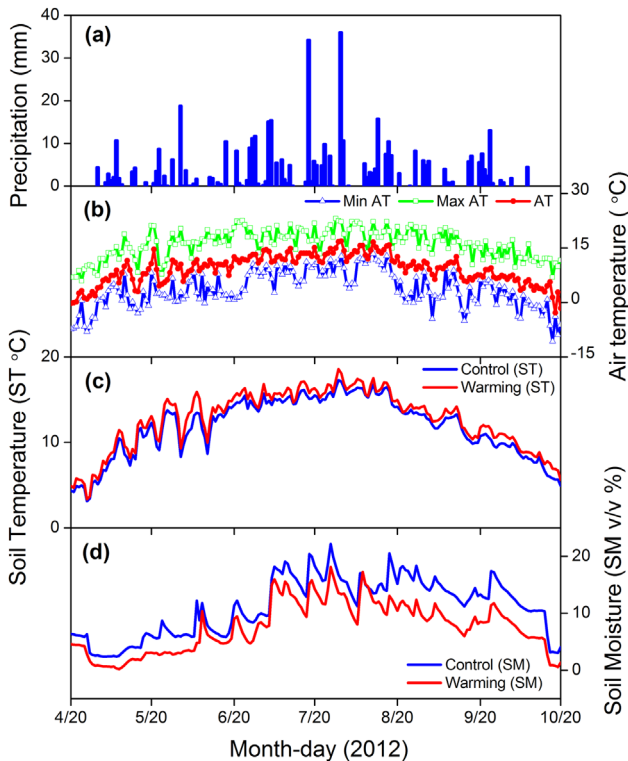 (a)
Precipitation (mm)
40
30
20
10
0
(b)
Min AT
Max AT
AT
Air temperature ( °C)
30
15
0
-15
(c)
Control (ST)
Warming (ST)
Soil Temperature (ST °C)
20
10
0
(d)
Control (SM)
Warming (SM)
Soil Moisture (SM v/v %)
20
10
0
4/20
5/20
6/20
7/20
8/20
9/20
10/20
Month-day (2012)